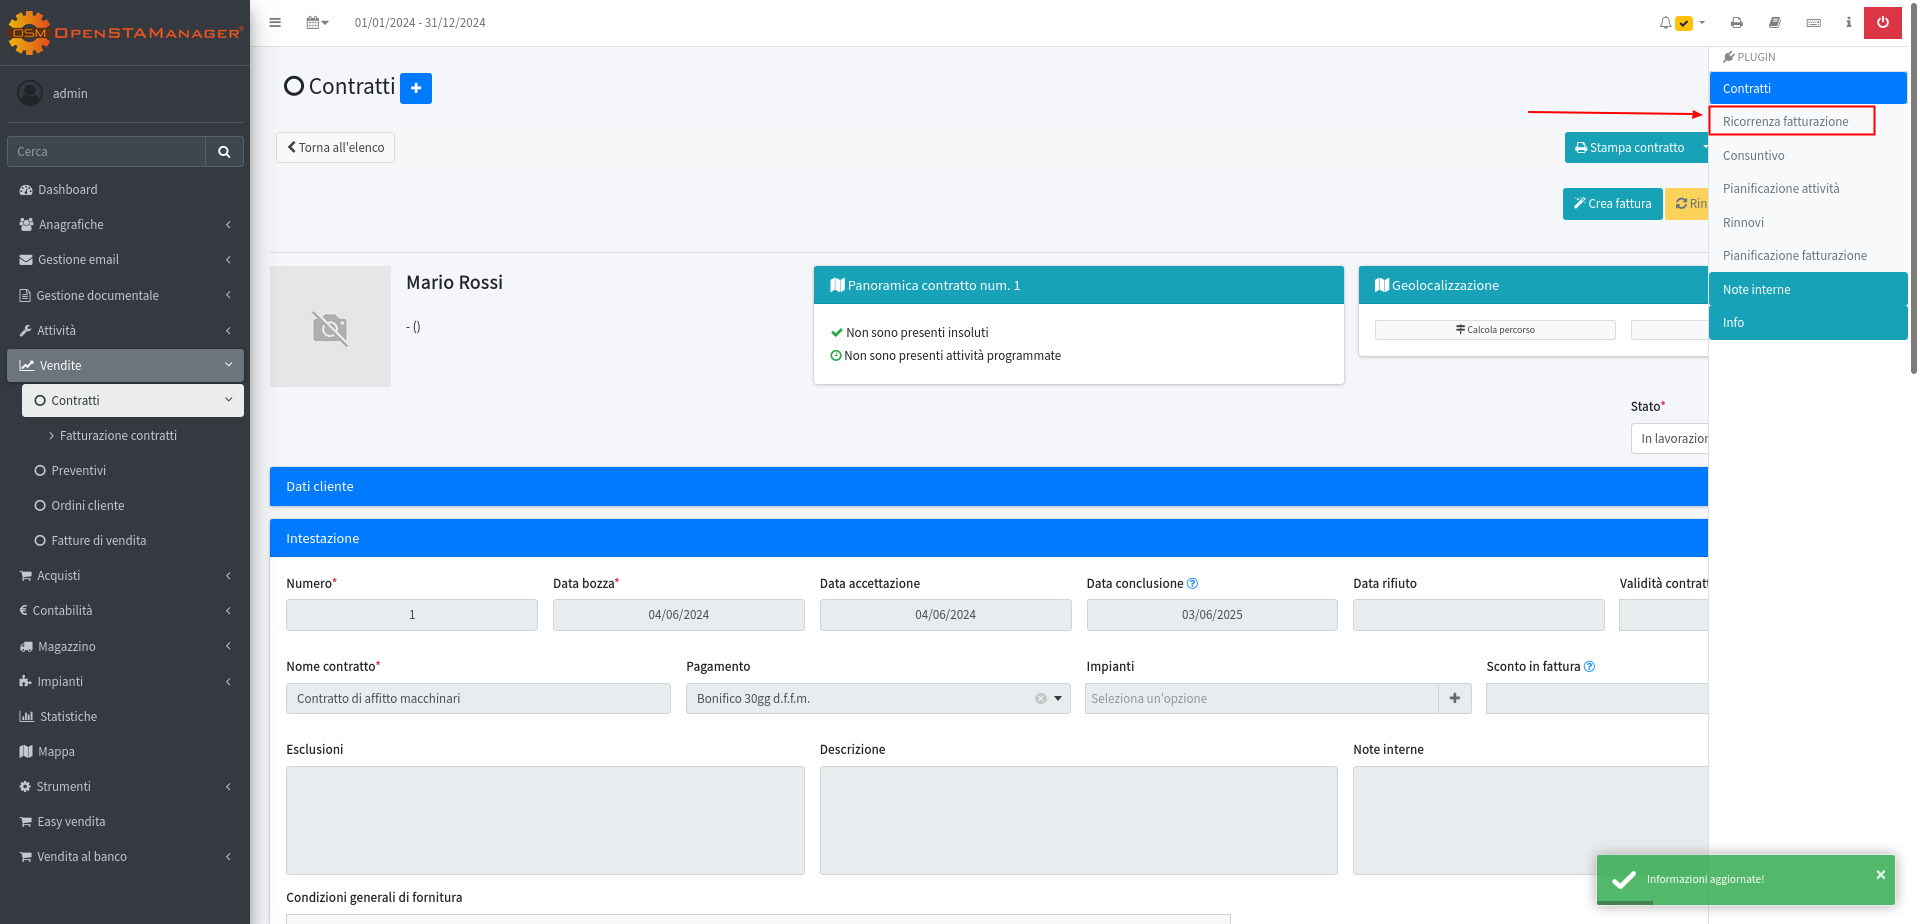 OSM OpenSTAManager®
01/01/2024 - 31/12/2024
admin
Cerca
Dashboard
Anagrafiche
Gestione email
Gestione documentale
Attività
Vendite
Contratti
Fatturazione contratti
Preventivi
Ordini cliente
Fatture di vendita
Acquisti
Contabilità
Magazzino
Impianti
Statistiche
Mappa
Strumenti
Easy vendita
Vendita al banco
Contratti
Torna all'elenco
Stampa contratto
Crea fattura
Rin
Mario Rossi
- ()
Panoramica contratto num. 1
Non sono presenti insoluti
Non sono presenti attività programmate
Geolocalizzazione
Calcola percorso
Stato*
In lavorazion
Dati cliente
Intestazione
Numero* Data bozza* Data accettazione Data conclusione Data rifiuto Validità contratt
1 04/06/2024 04/06/2024 03/06/2025
Nome contratto* Pagamento Impianti Sconto in fattura
Contratto di affitto macchinari Bonifico 30gg d.f.f.m. Seleziona un'opzione
Esclusioni Descrizione Note interne
Condizioni generali di fornitura
PLUGIN
Contratti
Ricorrenza fatturazione
Consuntivo
Pianificazione attività
Rinnovi
Pianificazione fatturazione
Note interne
Info
Informazioni aggiornate!
×